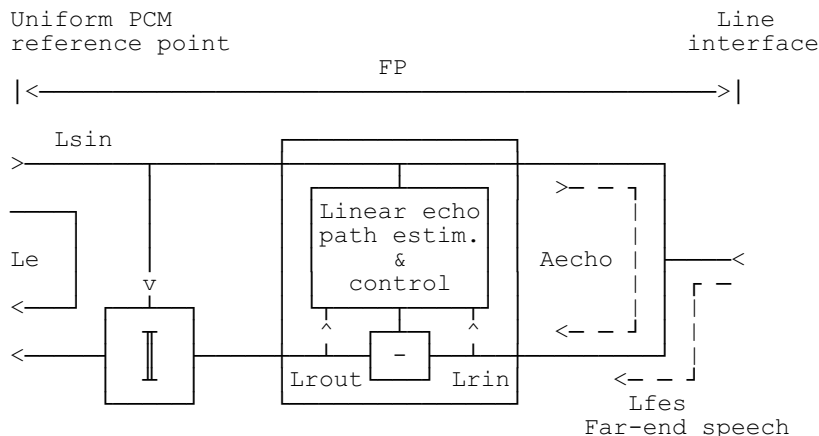 Uniform PCM
reference point
Line
interface
FP
Lsin
Linear echo
path estim.
&
control
Le
Aecho
Lrout
-
Lrin
Lfes
Far-end speech